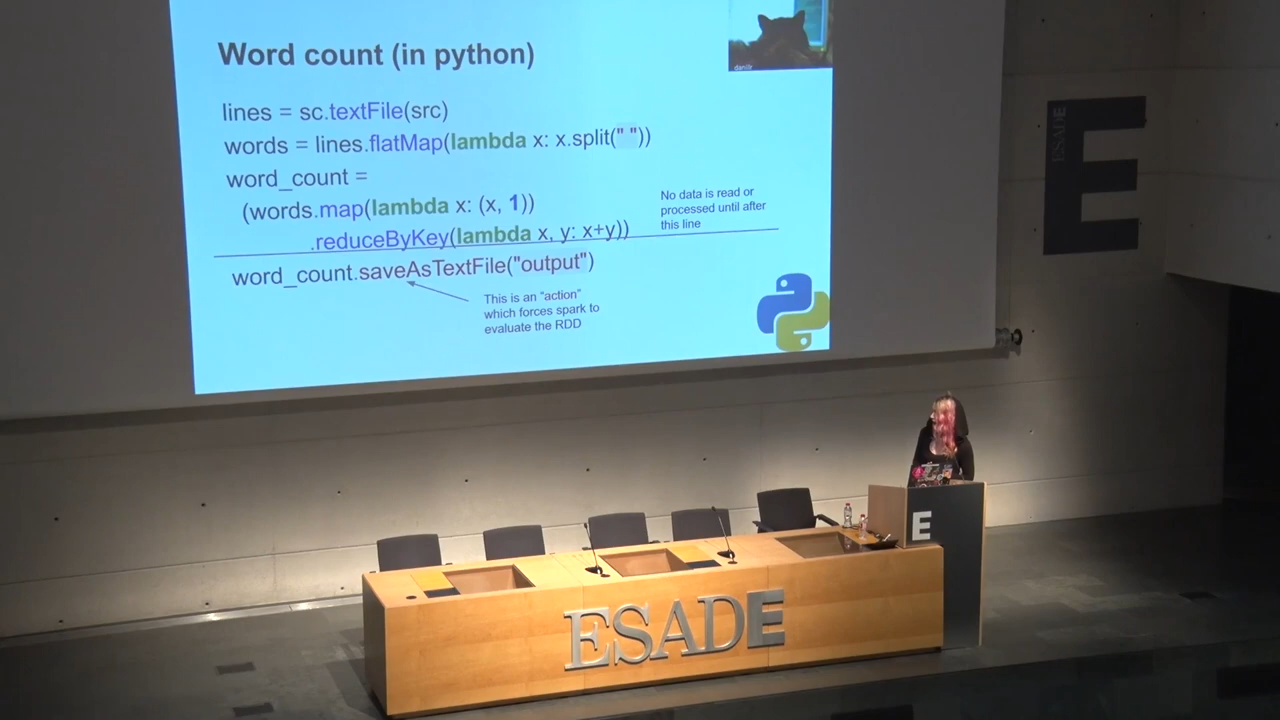 Word count (in python)
daniilr
lines = sc.textFile(src)
words = lines.flatMap(lambda x: x.split(" "))
word_count =
(words.map(lambda x: (x, 1))
.reduceByKey(lambda x, y: x+y))
No data is read or
processed until after
this line
word_count.saveAsTextFile("output")
This is an "action"
which forces spark to
evaluate the RDD
ESADE
E
E
ESADE